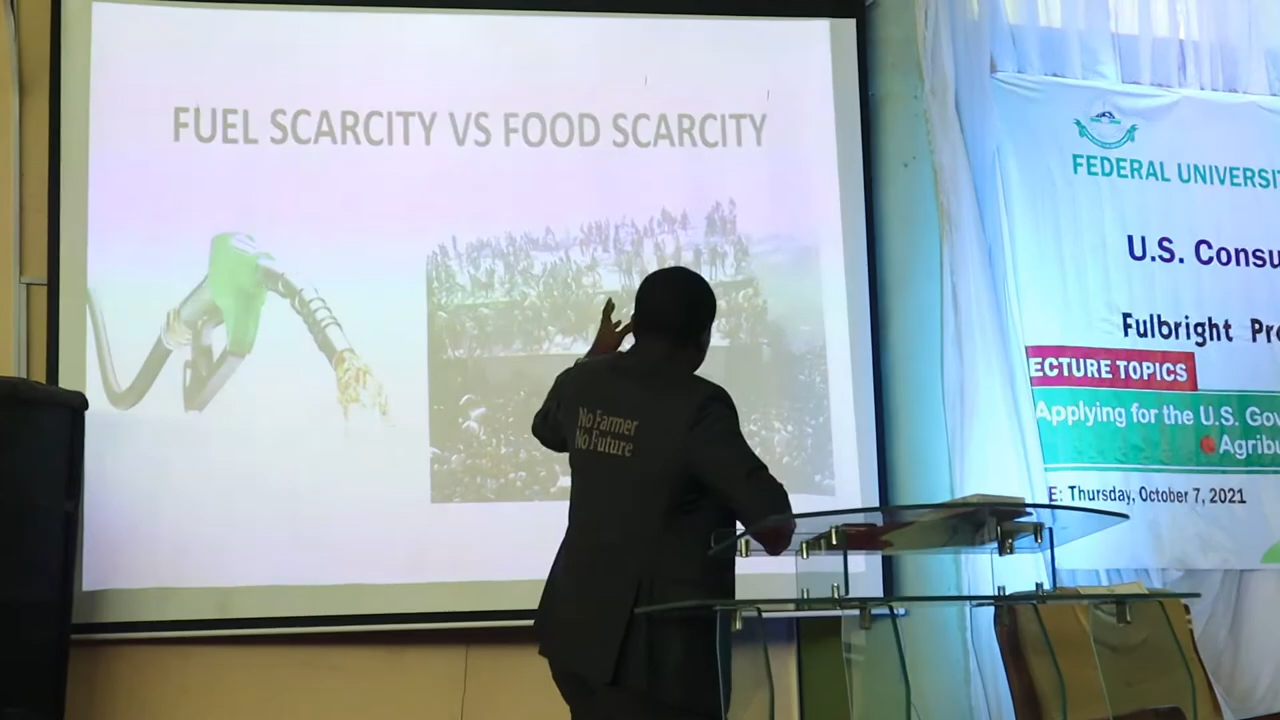 FUEL SCARCITY VS FOOD SCARCITY
No Farmer
No Future
FEDERAL UNIVERSIT
U.S. Consu
Fulbright Pro
ECTURE TOPICS
Applying for the U.S. Gov
Agribu
E: Thursday, October 7, 2021